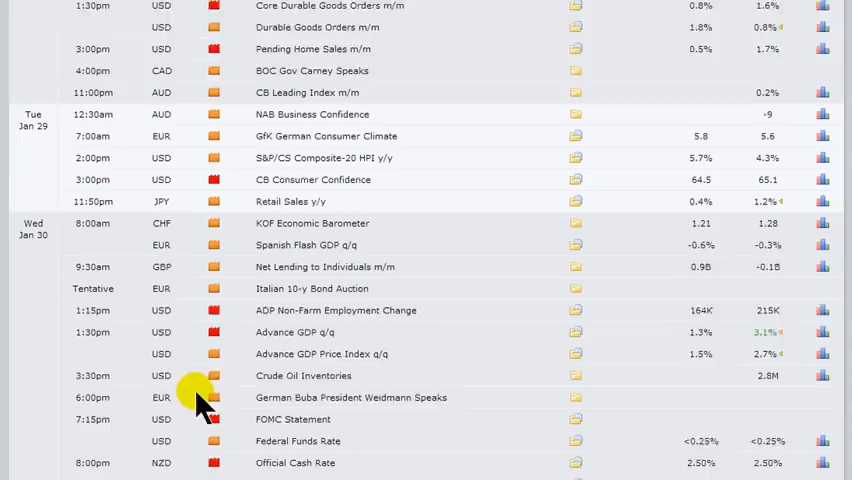 1:30pm USD Core Durable Goods Orders m/m 0.8% 1.6%
USD Durable Goods Orders m/m 1.8% 0.8%
3:00pm USD Pending Home Sales m/m 0.5% 1.7%
4:00pm CAD BOC Gov Carney Speaks
11:00pm AUD CB Leading Index m/m 0.2%
Tue Jan 29 12:30am AUD NAB Business Confidence -9
7:00am EUR GfK German Consumer Climate 5.8 5.6
2:00pm USD S&P/CS Composite-20 HPI y/y 5.7% 4.3%
3:00pm USD CB Consumer Confidence 64.5 65.1
11:50pm JPY Retail Sales y/y 0.4% 1.2%
Wed Jan 30 8:00am CHF KOF Economic Barometer 1.21 1.28
EUR Spanish Flash GDP q/q -0.6% -0.3%
9:30am GBP Net Lending to Individuals m/m 0.9B -0.1B
Tentative EUR Italian 10-y Bond Auction
1:15pm USD ADP Non-Farm Employment Change 164K 215K
1:30pm USD Advance GDP q/q 1.3% 3.1%
USD Advance GDP Price Index q/q 1.5% 2.7%
3:30pm USD Crude Oil Inventories 2.8M
6:00pm EUR German Buba President Weidmann Speaks
7:15pm USD FOMC Statement
USD Federal Funds Rate <0.25% <0.25%
8:00pm NZD Official Cash Rate 2.50% 2.50%